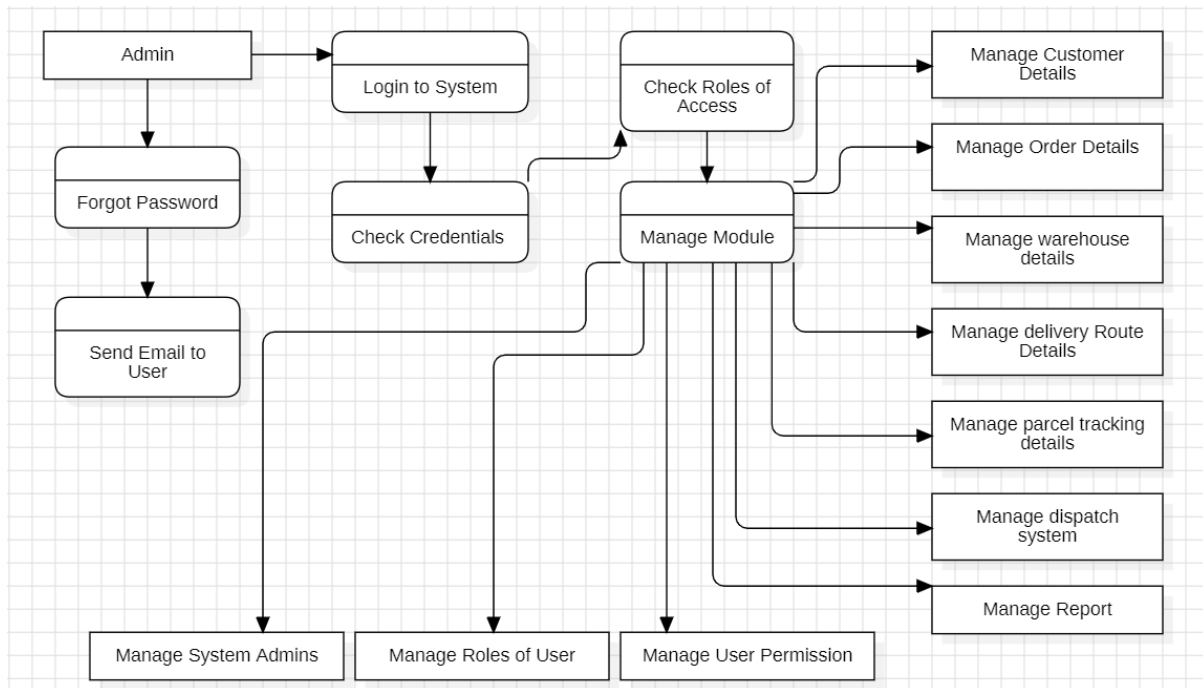 Admin
Login to System
Check Roles of
Access
Manage Customer
Details
Manage Order Details
Forgot Password
Check Credentials
Manage Module
Manage warehouse
details
Send Email to
User
Manage delivery Route
Details
Manage parcel tracking
details
Manage dispatch
system
Manage Report
Manage System Admins
Manage Roles of User
Manage User Permission